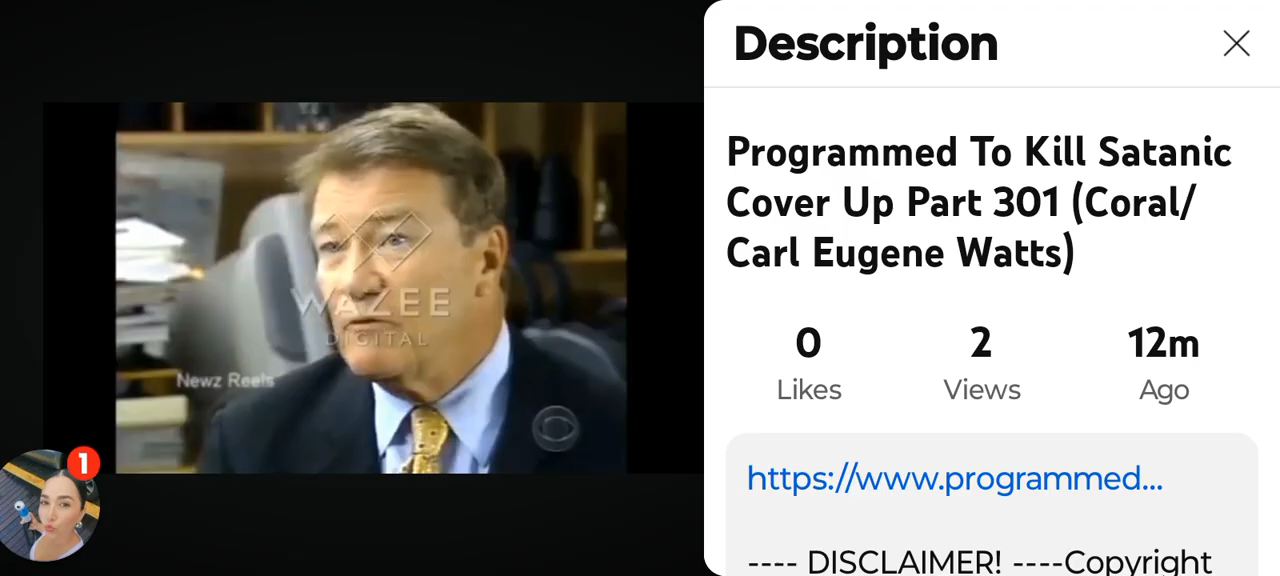 Description
Programmed To Kill Satanic
Cover Up Part 301 (Coral/
Carl Eugene Watts)
0
2
12m
Likes
Views
Ago
https://www.programmed...
---- DISCLAIMER! ----Copyright
WAZEE
DIGITAL
Newz Reels
1